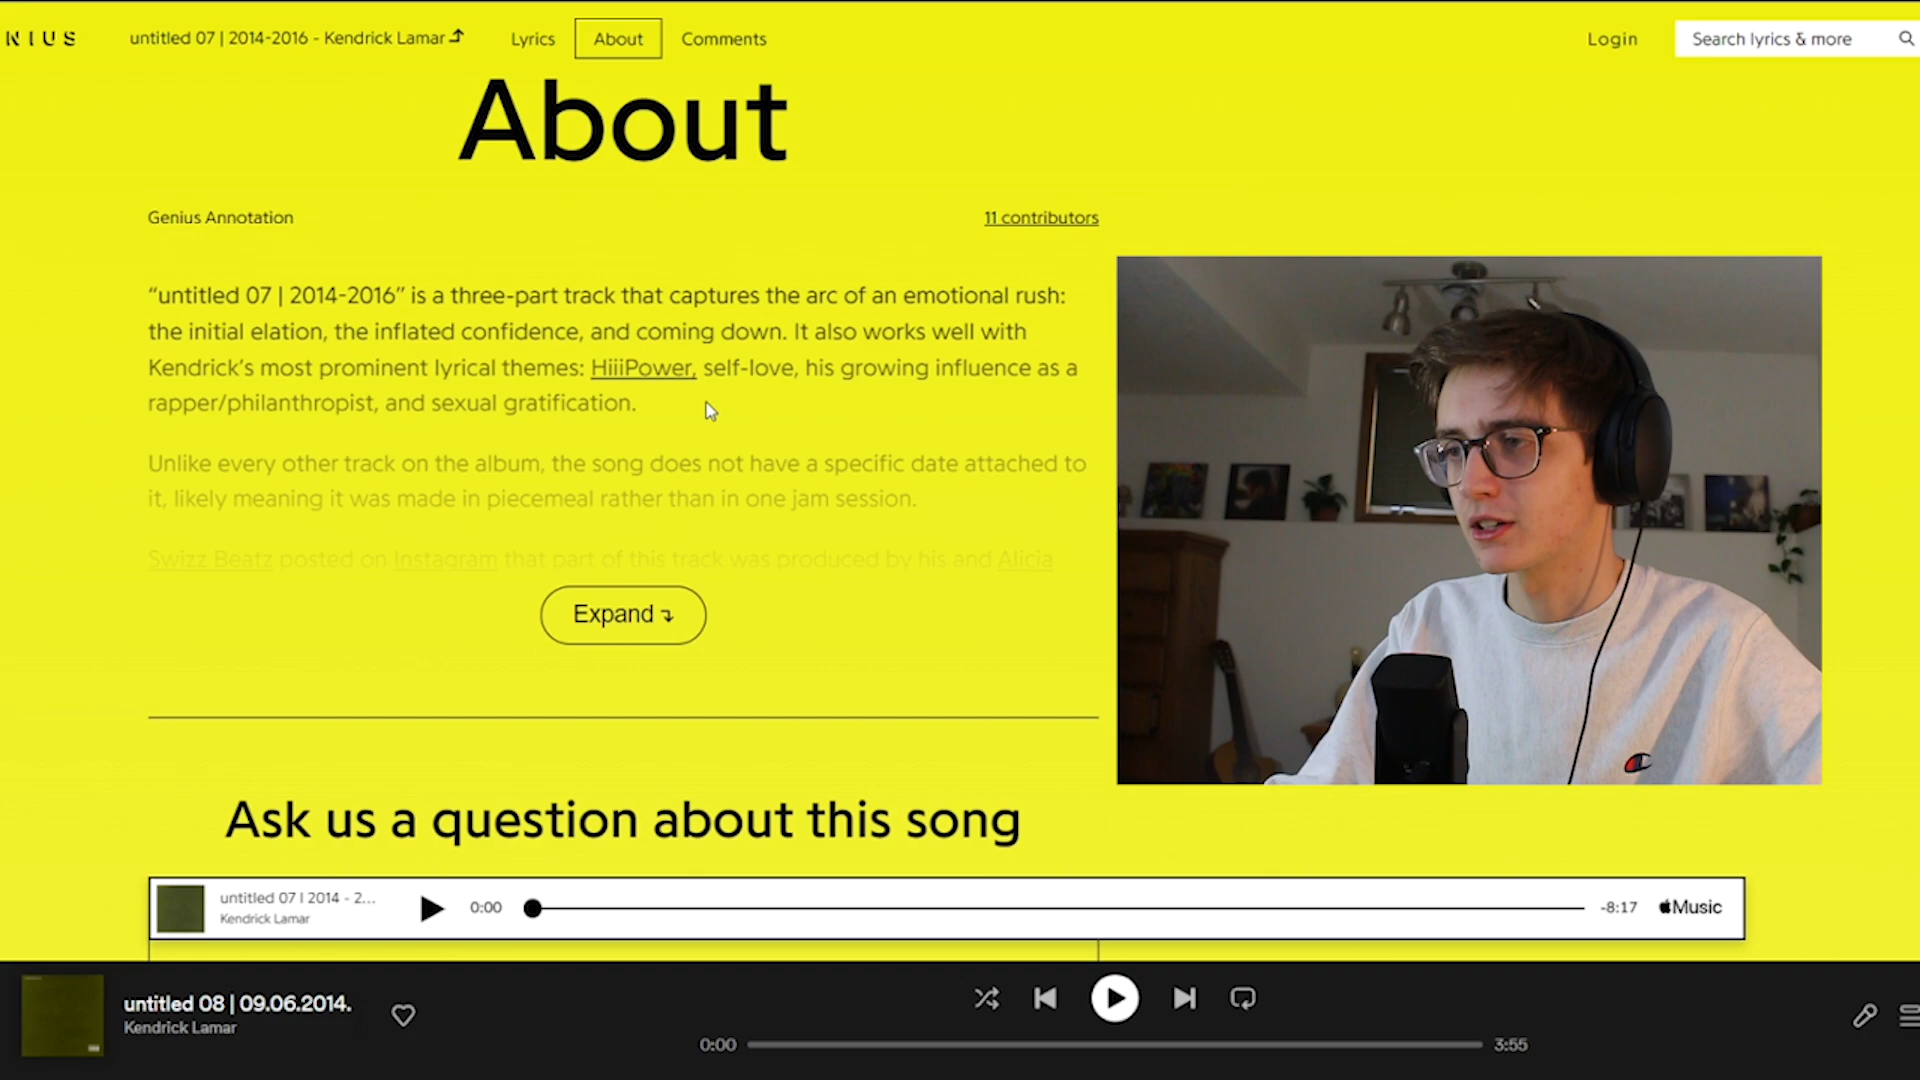 NIUS
untitled 07 | 2014-2016 - Kendrick Lamar
Lyrics
About
Comments
Login
Search lyrics & more
About
Genius Annotation
11 contributors
“untitled 07 | 2014-2016” is a three-part track that captures the arc of an emotional rush:
the initial elation, the inflated confidence, and coming down. It also works well with
Kendrick’s most prominent lyrical themes: HiiiPower, self-love, his growing influence as a
rapper/philanthropist, and sexual gratification.
Unlike every other track on the album, the song does not have a specific date attached to
it, likely meaning it was made in piecemeal rather than in one jam session.
Swizz Beatz posted on Instagram that part of this track was produced by his and Alicia
Expand
Ask us a question about this song
untitled 07 I 2014 - 2...
Kendrick Lamar
0:00
-8:17
Music
untitled 08 | 09.06.2014.
Kendrick Lamar
0:00
3:55